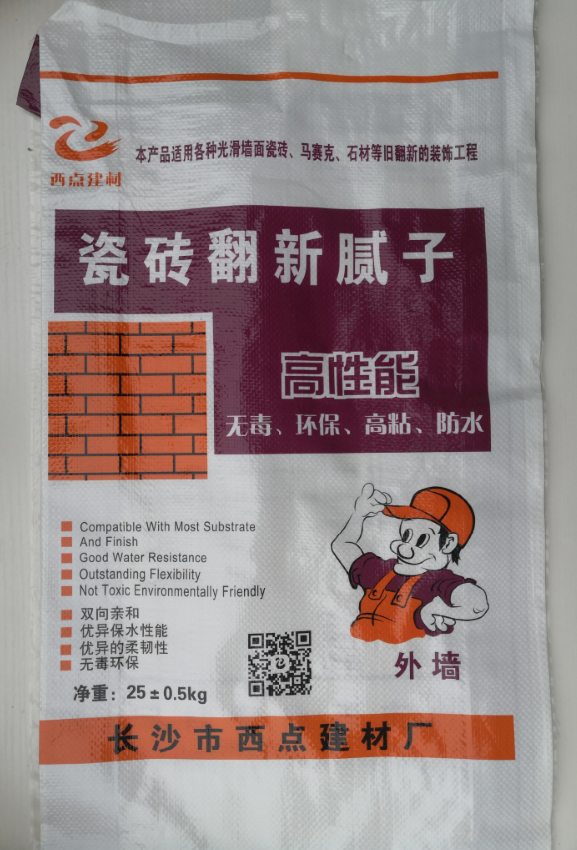 本产品适用各种光滑墙面瓷砖、马赛克、石材等旧翻新的装饰工程
西点建材
瓷砖翻新腻子
高性能
无毒、环保、高粘、防水
Compatible With Most Substrate
And Finish
Good Water Resistance
Outstanding Flexibility
Not Toxic Environmentally Friendly
双向亲和
优异保水性能
优异的柔韧性
无毒环保
净重：25±0.5kg
外墙
长沙市西点建材厂